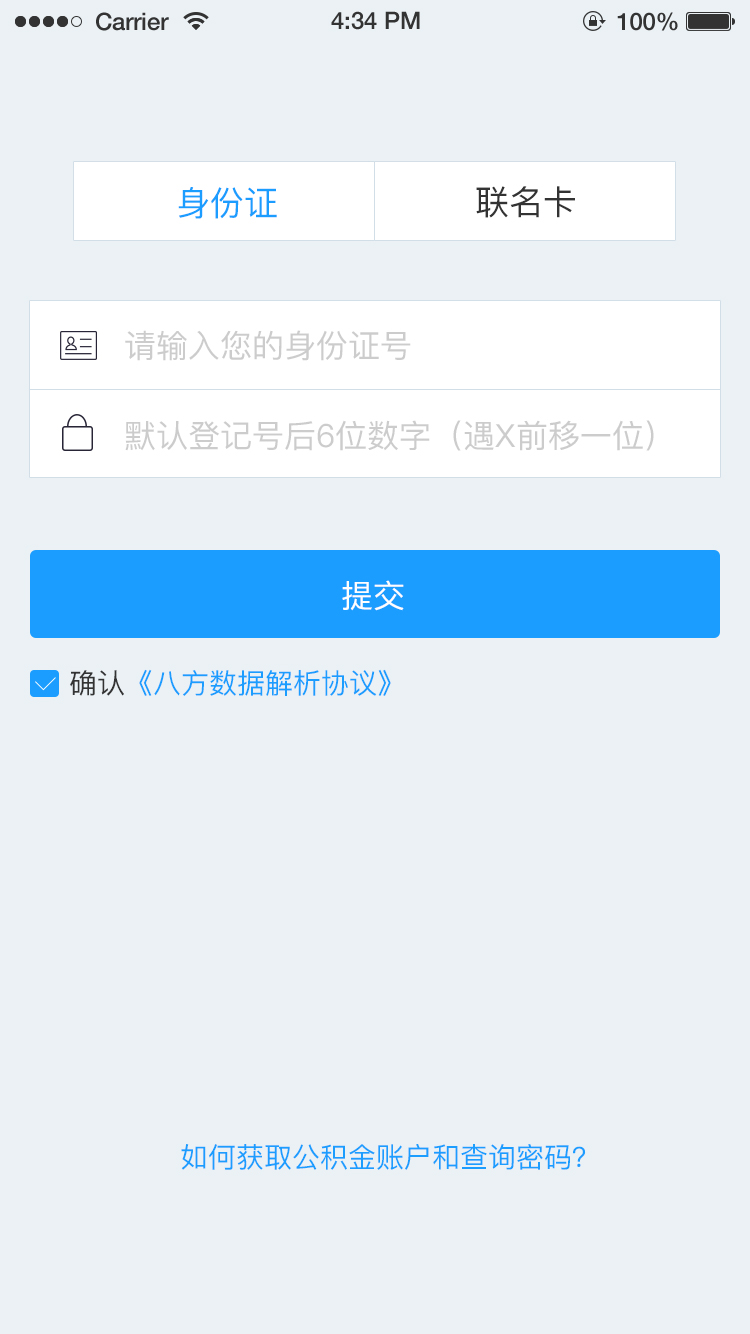 Carrier 4:34 PM 100%
身份证 联名卡
请输入您的身份证号
默认登记号后6位数字（遇X前移一位）
提交
确认《八方数据解析协议》
如何获取公积金账户和查询密码?